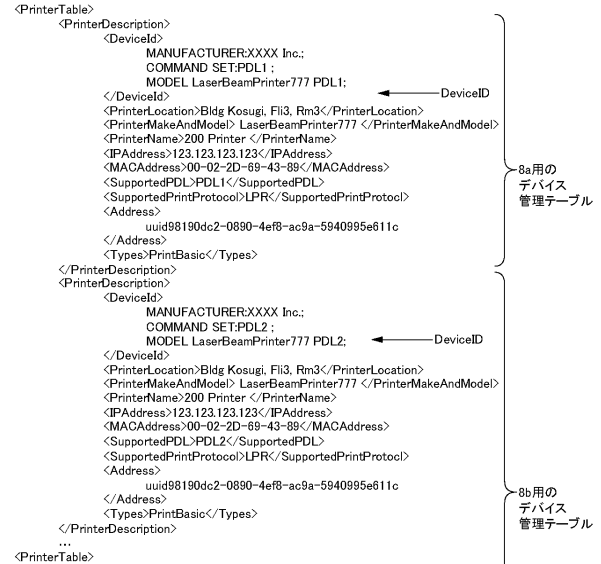 <PrinterTable>
<PrinterDescription>
<DeviceId>
MANUFACTURER:XXXX Inc.;
COMMAND SET:PDL1 ;
MODEL LaserBeamPrinter777 PDL1;
DeviceID
</DeviceId>
<PrinterLocation>Bldg Kosugi, Fli3, Rm3</PrinterLocation>
<PrinterMakeAndModel> LaserBeamPrinter777 </PrinterMakeAndModel>
<PrinterName>200 Printer </PrinterName>
<IPAddress>123.123.123.123</IPAddress>
<MACAddress>00-02-2D-69-43-89</MACAddress>
<SupportedPDL>PDL1</SupportedPDL>
<SupportedPrintProtocol>LPR</SupportedPrintProtocl>
<Address>
uuid98190dc2-0890-4ef8-ac9a-5940995e611c
</Address>
<Types>PrintBasic</Types>
</PrinterDescription>
8a用の
デバイス
管理テーブル
<PrinterDescription>
<DeviceId>
MANUFACTURER:XXXX Inc.;
COMMAND SET:PDL2 ;
MODEL LaserBeamPrinter777 PDL2;
DeviceID
</DeviceId>
<PrinterLocation>Bldg Kosugi, Fli3, Rm3</PrinterLocation>
<PrinterMakeAndModel> LaserBeamPrinter777 </PrinterMakeAndModel>
<PrinterName>200 Printer </PrinterName>
<IPAddress>123.123.123.123</IPAddress>
<MACAddress>00-02-2D-69-43-89</MACAddress>
<SupportedPDL>PDL2</SupportedPDL>
<SupportedPrintProtocol>LPR</SupportedPrintProtocl>
<Address>
uuid98190dc2-0890-4ef8-ac9a-5940995e611c
</Address>
<Types>PrintBasic</Types>
</PrinterDescription>
...
<PrinterTable>
8b用の
デバイス
管理テーブル